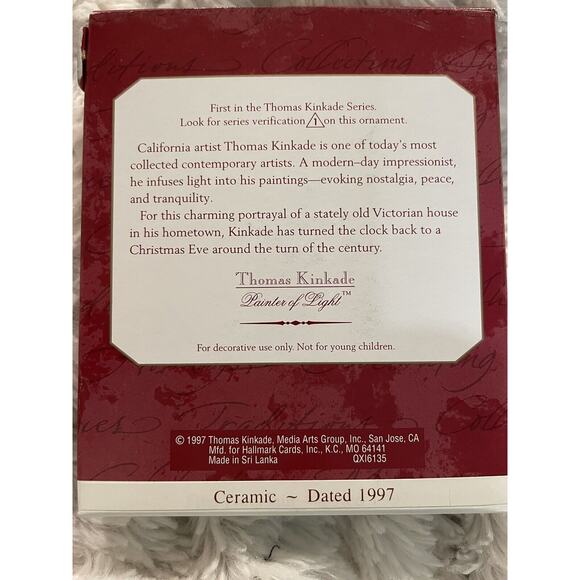 Traditions Collecting
First in the Thomas Kinkade Series.
Look for series verification 1 on this ornament.
California artist Thomas Kinkade is one of today's most
collected contemporary artists. A modern–day impressionist,
he infuses light into his paintings—evoking nostalgia, peace,
and tranquility.
For this charming portrayal of a stately old Victorian house
in his hometown, Kinkade has turned the clock back to a
Christmas Eve around the turn of the century.
Thomas Kinkade
Painter of Light™
For decorative use only. Not for young children.
Traditions
© 1997 Thomas Kinkade, Media Arts Group, Inc., San Jose, CA
Mfd. for Hallmark Cards, Inc., K.C., MO 64141
Made in Sri Lanka QXI6135
Ceramic ~ Dated 1997